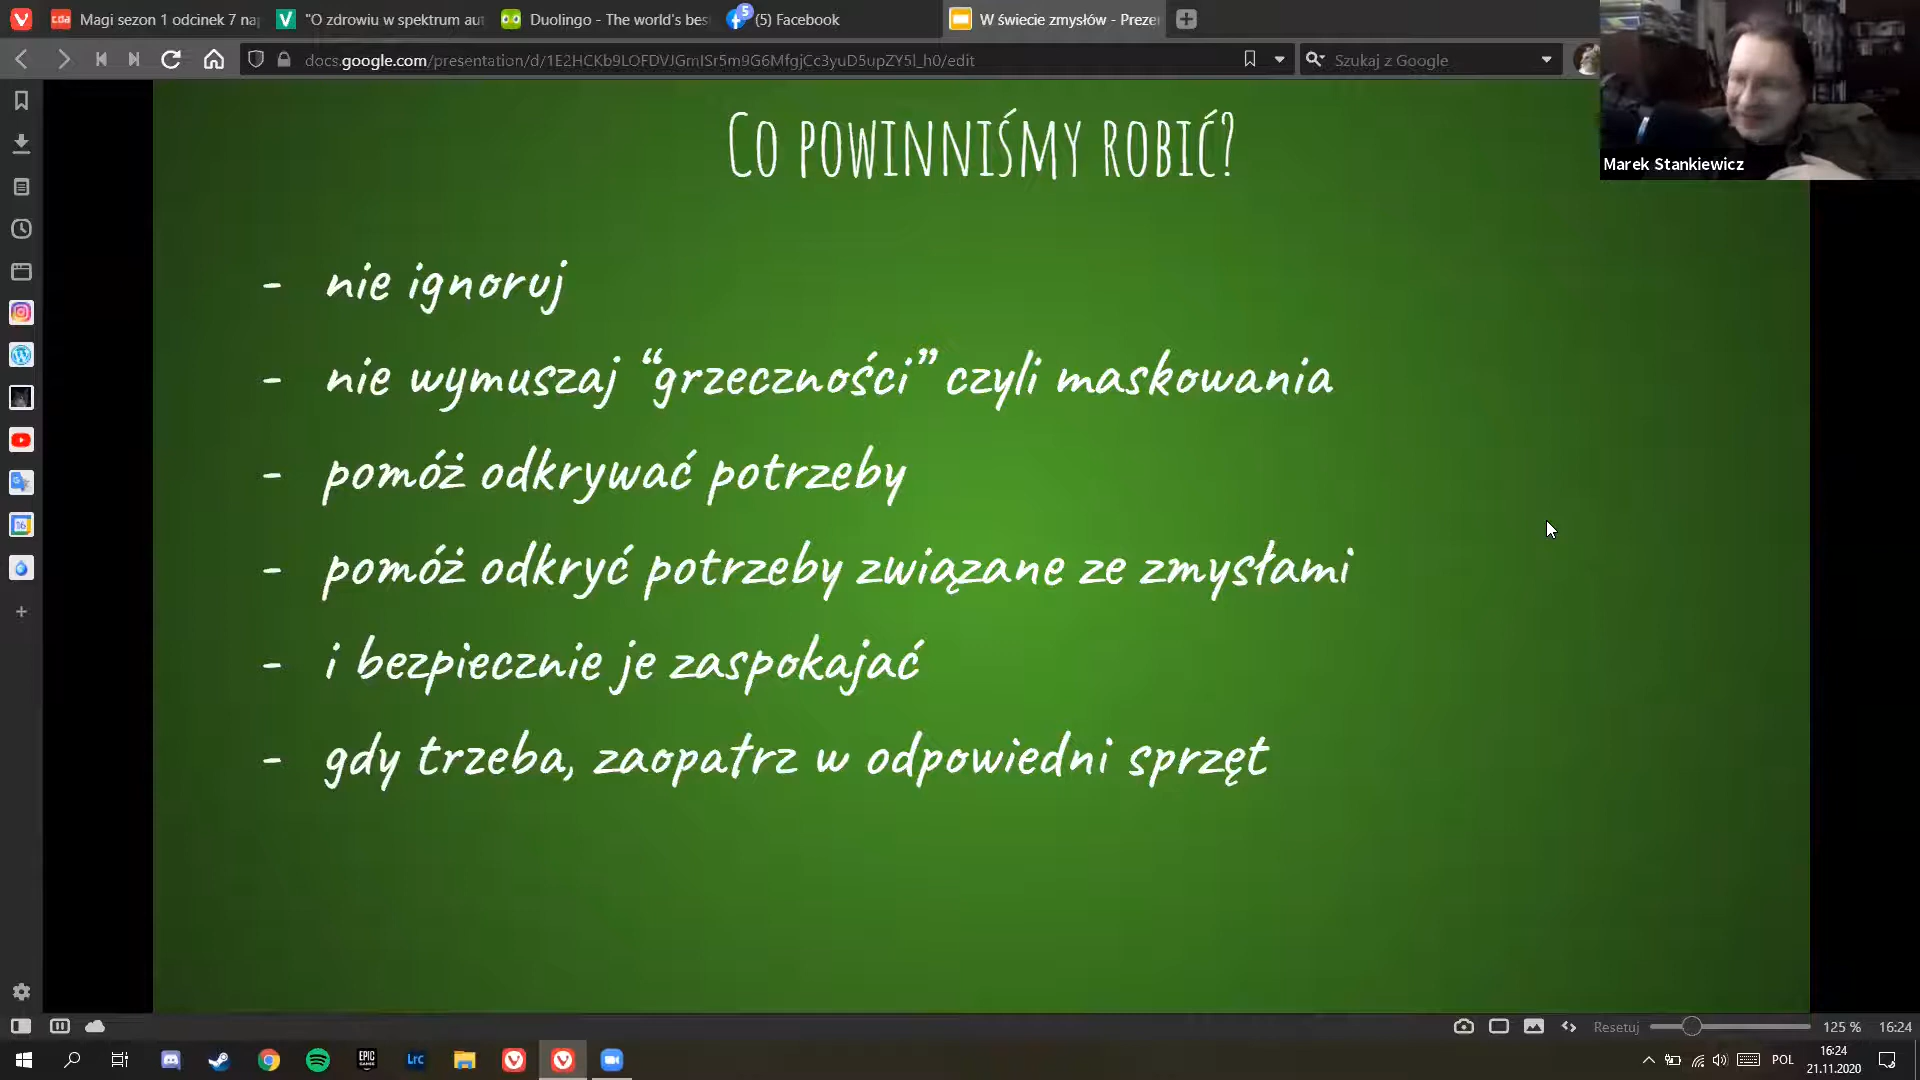 Magi sezon 1 odcinek 7 na
"O zdrowiu w spektrum aut
Duolingo - The world's bes
5
(5) Facebook
W świecie zmysłów - Preze
docs.google.com/presentation/d/1E2HCKb9LOFDVJGmISr5m9G6MfgjCc3yuD5upZY5l_h0/edit
Szukaj z Google
Marek Stankiewicz
Co powinniśmy robić?
- nie ignoruj
- nie wymuszaj “grzeczności” czyli maskowania
- pomóż odkrywać potrzeby
- pomóż odkryć potrzeby związane ze zmysłami
- i bezpiecznie je zaspokajać
- gdy trzeba, zaopatrz w odpowiedni sprzęt
Resetuj
125 %
16:24
Lrc
POL
16:24
21.11.2020